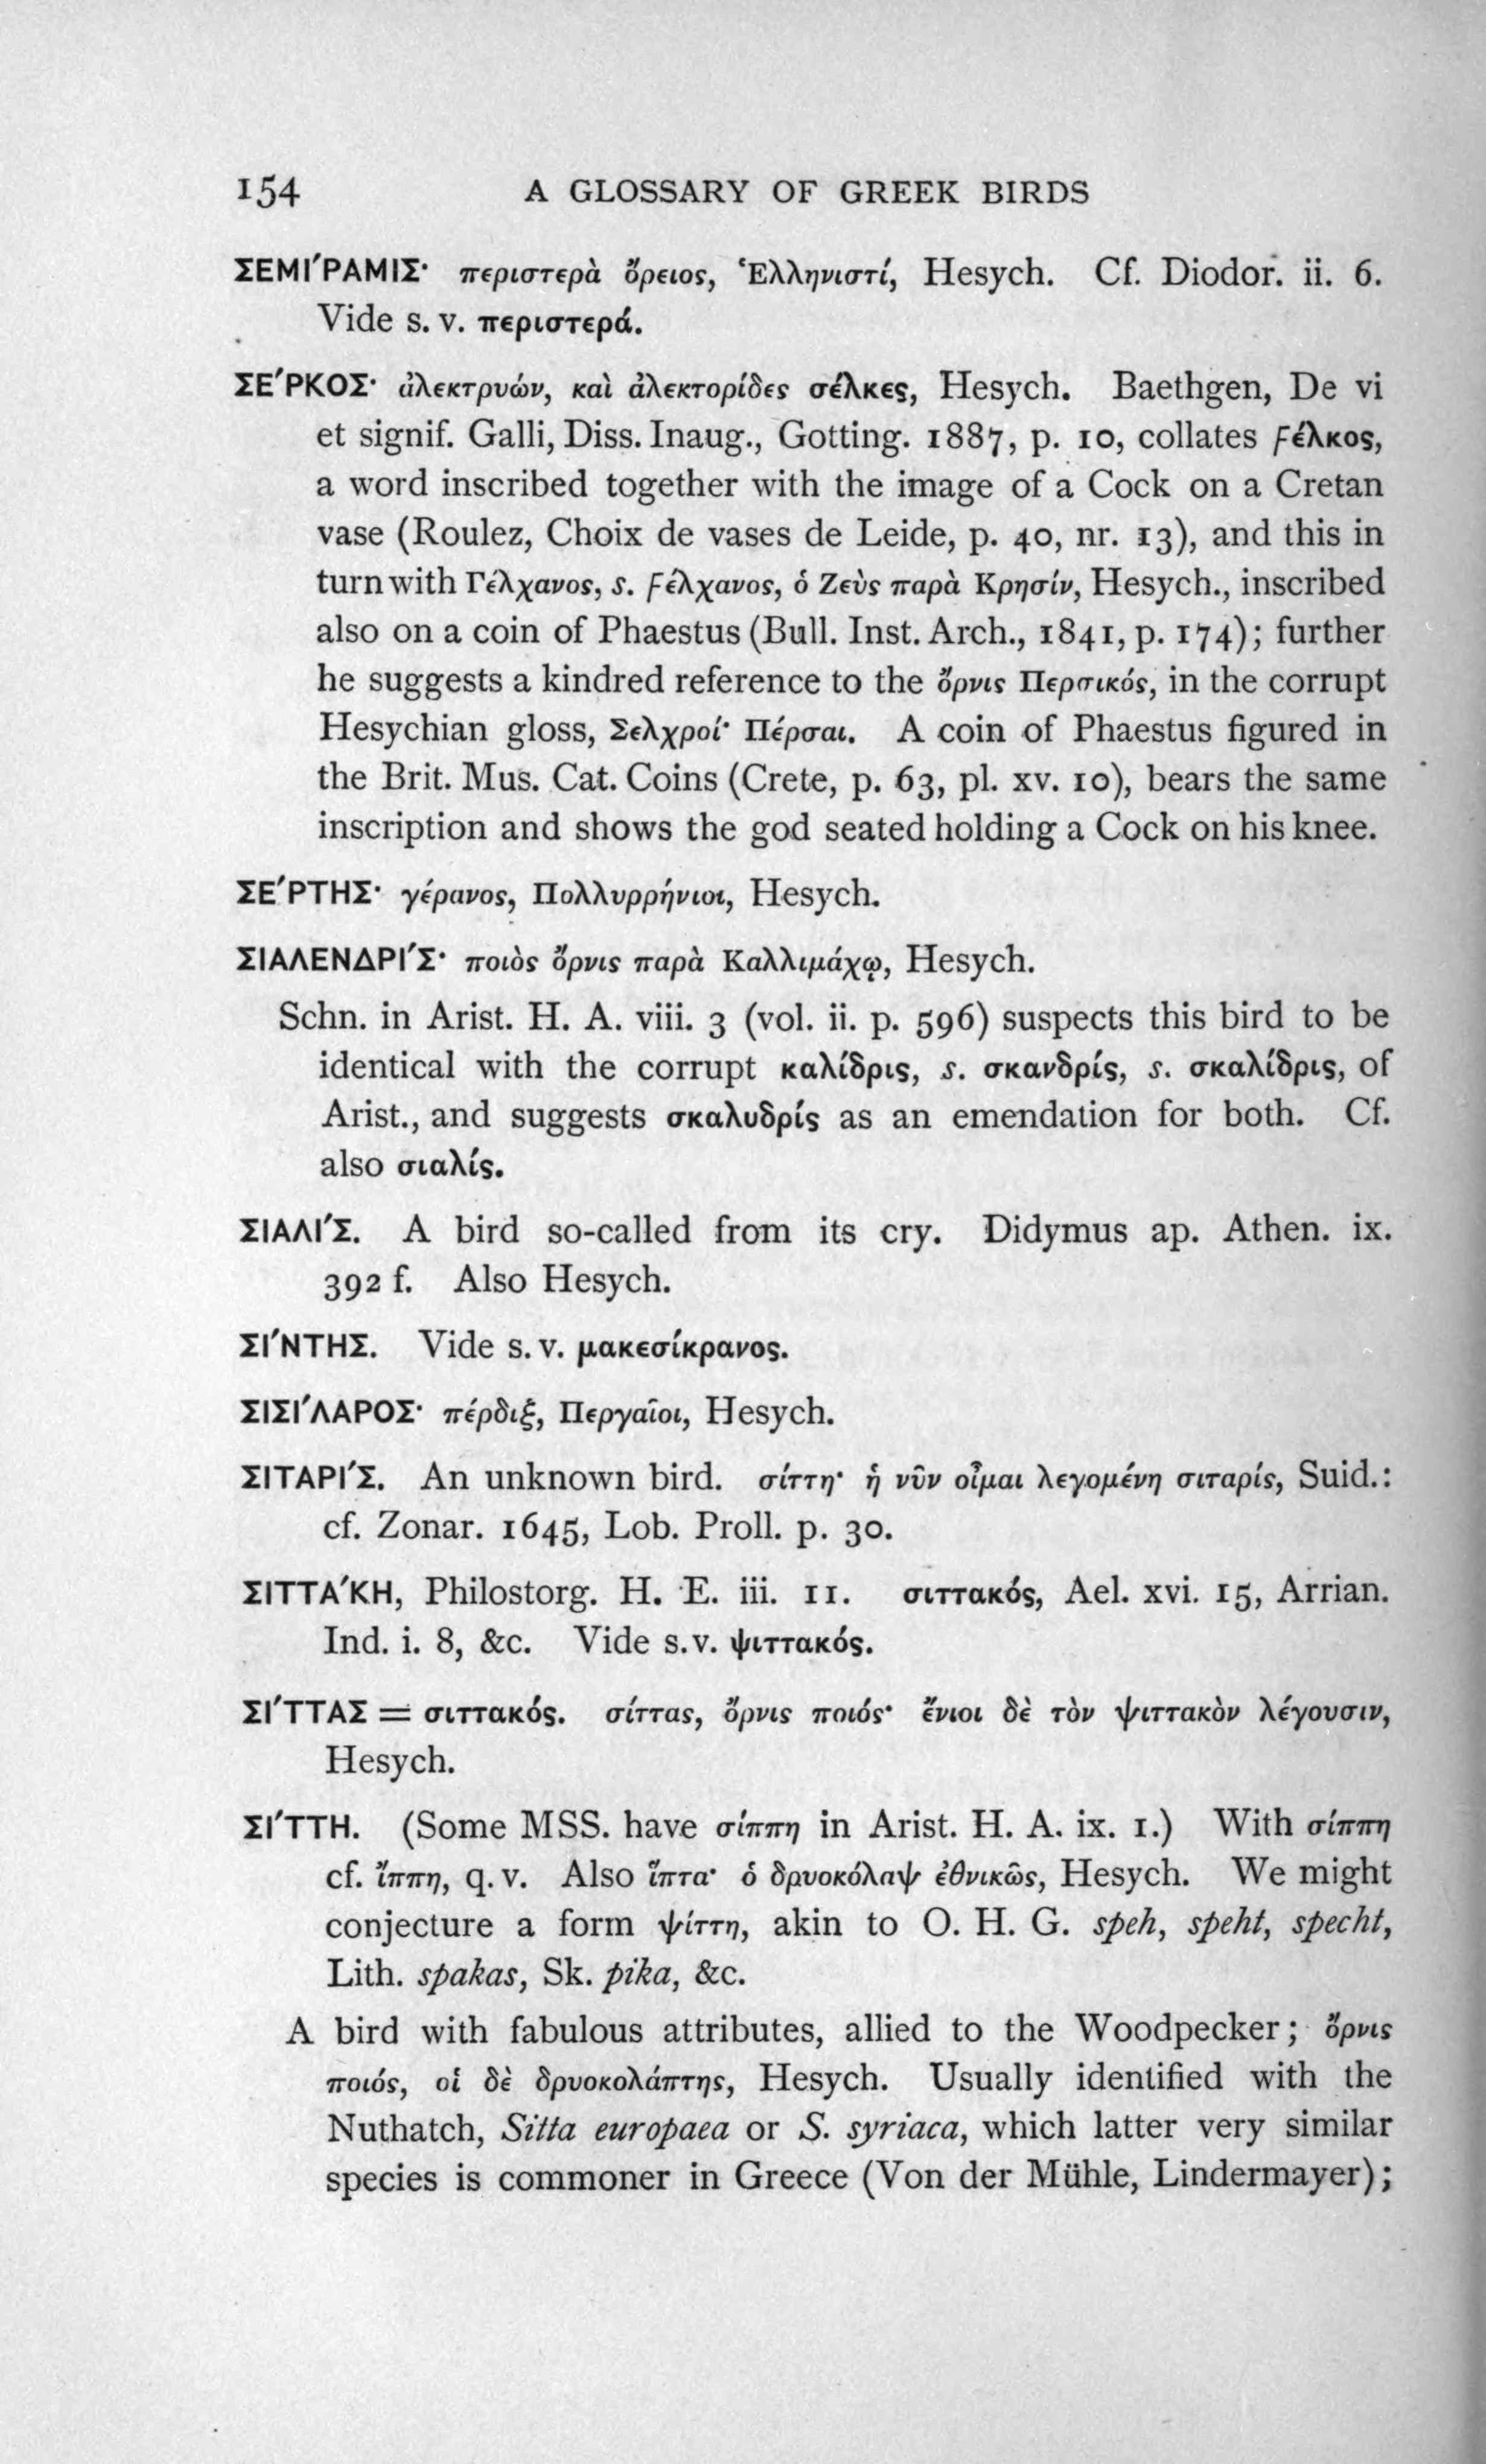 154 A GLOSSARY OF GREEK BIRDS
ΣΕΜΙ΄ΡΑΜΙΣ· περιστερὰ ὄρειος, Ἑλληνιστί, Hesych. Cf. Diodor. ii. 6.
Vide s. v. περιστερά.
ΣΕ΄ΡΚΟΣ· ἀλεκτρυών, καὶ ἀλεκτορίδες σέλκες, Hesych. Baethgen, De vi
et signif. Galli, Diss. Inaug., Gotting. 1887, p. 10, collates ϝέλκος,
a word inscribed together with the image of a Cock on a Cretan
vase (Roulez, Choix de vases de Leide, p. 40, nr. 13), and this in
turn with Γέλχανος, s. ϝέλχανος, ὁ Ζεὺς παρὰ Κρησίν, Hesych., inscribed
also on a coin of Phaestus (Bull. Inst. Arch., 1841, p. 174); further
he suggests a kindred reference to the ὄρνις Περσικός, in the corrupt
Hesychian gloss, Σελχροί· Πέρσαι. A coin of Phaestus figured in
the Brit. Mus. Cat. Coins (Crete, p. 63, pl. xv. 10), bears the same
inscription and shows the god seated holding a Cock on his knee.
ΣΕ΄ΡΤΗΣ· γέρανος, Πολλυρρήνιοι, Hesych.
ΣΙΑΛΕΝΔΡΙ΄Σ· ποιὸς ὄρνις παρὰ Καλλιμάχῳ, Hesych.
Schn. in Arist. H. A. viii. 3 (vol. ii. p. 596) suspects this bird to be
identical with the corrupt καλίδρις, s. σκανδρίς, s. σκαλίδρις, of
Arist., and suggests σκαλυδρίς as an emendation for both. Cf.
also σιαλίς.
ΣΙΑΛΙ΄Σ. A bird so-called from its cry. Didymus ap. Athen. ix.
392 f. Also Hesych.
ΣΙ΄ΝΤΗΣ. Vide s. v. μακεσίκρανος.
ΣΙΣΙ΄ΛΑΡΟΣ· πέρδιξ, Περγαῖοι, Hesych.
ΣΙΤΑΡΙ΄Σ. An unknown bird. σίττη· ἡ νῦν οἶμαι λεγομένη σιταρίς, Suid.:
cf. Zonar. 1645, Lob. Proll. p. 30.
ΣΙΤΤΑ΄ΚΗ, Philostorg. H. E. iii. 11. σιττακός, Ael. xvi. 15, Arrian.
Ind. i. 8, &c. Vide s. v. ψιττακός.
ΣΙ΄ΤΤΑΣ = σιττακός. σίττας, ὄρνις ποιός· ἔνιοι δὲ τὸν ψιττακὸν λέγουσιν,
Hesych.
ΣΙ΄ΤΤΗ. (Some MSS. have σίππη in Arist. H. A. ix. 1.) With σίππη
cf. ἵππη, q. v. Also ἵπτα· ὁ δρυοκόλαψ ἐθνικῶς, Hesych. We might
conjecture a form ψίττη, akin to O. H. G. speh, speht, specht,
Lith. spakas, Sk. pika, &c.
A bird with fabulous attributes, allied to the Woodpecker; ὄρνις
ποιός, οἱ δὲ δρυοκολάπτης, Hesych. Usually identified with the
Nuthatch, Sitta europaea or S. syriaca, which latter very similar
species is commoner in Greece (Von der Mühle, Lindermayer);